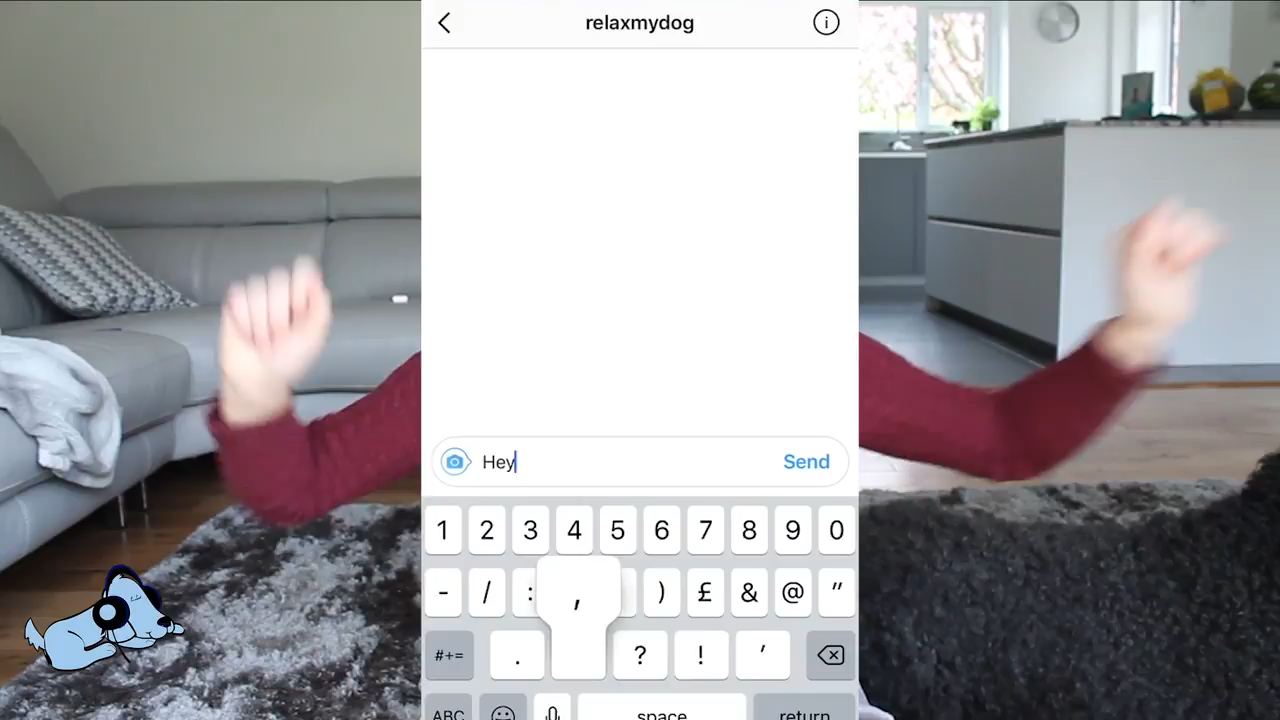 relaxmydog
Hey
Send
1 2 3 4 5 6 7 8 9 0
- / : , ) £ & @ "
#+= . ? ! '
ABC space return